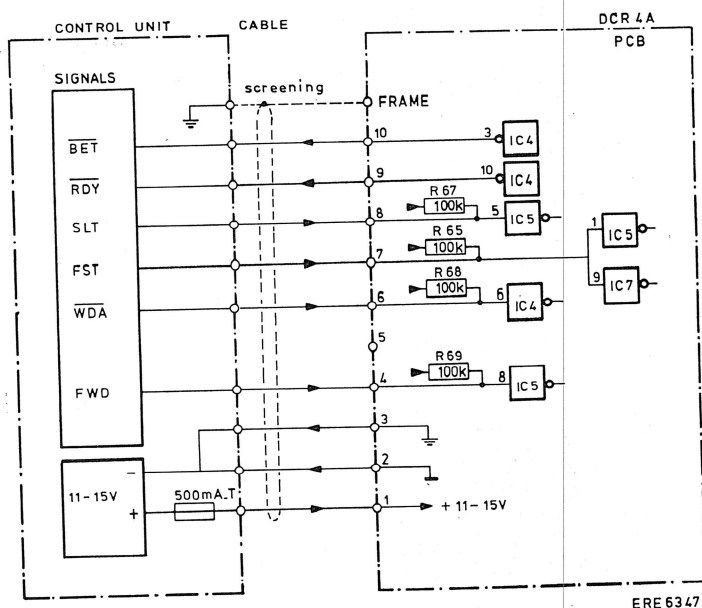 DCR 4A
CONTROL UNIT
CABLE
PCB
SIGNALS
screening
FRAME
BET
10
3
IC4
RDY
9
10
IC4
R 67
100k
SLT
8
5
IC5
1
IC5
R 65
100k
FST
7
R 68
100k
9
IC7
WDA
6
6
IC4
5
R69
100k
FWD
4
8
IC5
3
2
-
11-15V
500mA_T
+
1
+ 11-15V
ERE 6347